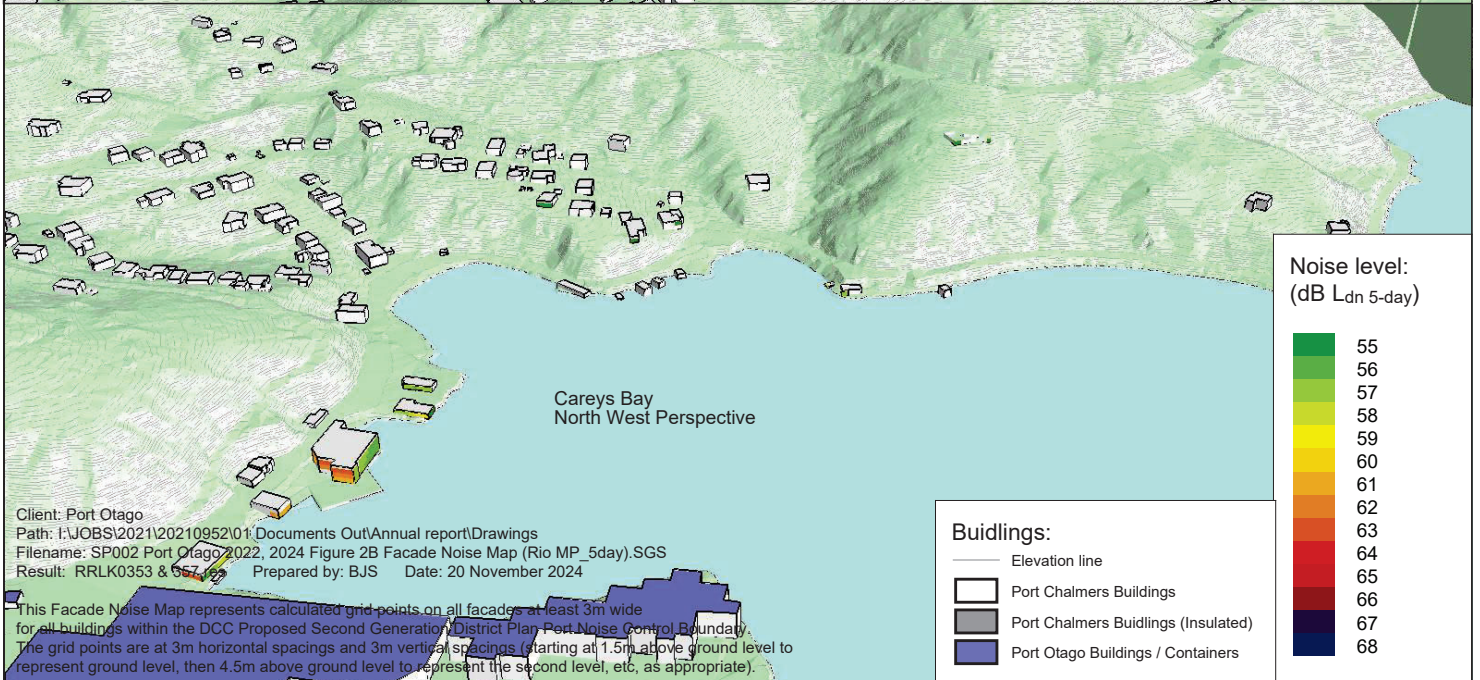 Careys Bay
North West Perspective
Noise level:
(dB Ldn 5-day)
55
56
57
58
59
60
61
62
63
64
65
66
67
68
Client: Port Otago
Path: I:\JOBS\2021\20210952\01 Documents Out\Annual report\Drawings
Filename: SP002 Port Otago 2022, 2024 Figure 2B Facade Noise Map (Rio MP_5day).SGS
Result: RRLK0353 & 357.res Prepared by: BJS Date: 20 November 2024
This Facade Noise Map represents calculated grid-points on all facades at least 3m wide
for all buildings within the DCC Proposed Second Generation District Plan Port Noise Control Boundary.
The grid points are at 3m horizontal spacings and 3m vertical spacings (starting at 1.5m above ground level to
represent ground level, then 4.5m above ground level to represent the second level, etc, as appropriate).
Buidlings:
Elevation line
Port Chalmers Buildings
Port Chalmers Buidlings (Insulated)
Port Otago Buildings / Containers